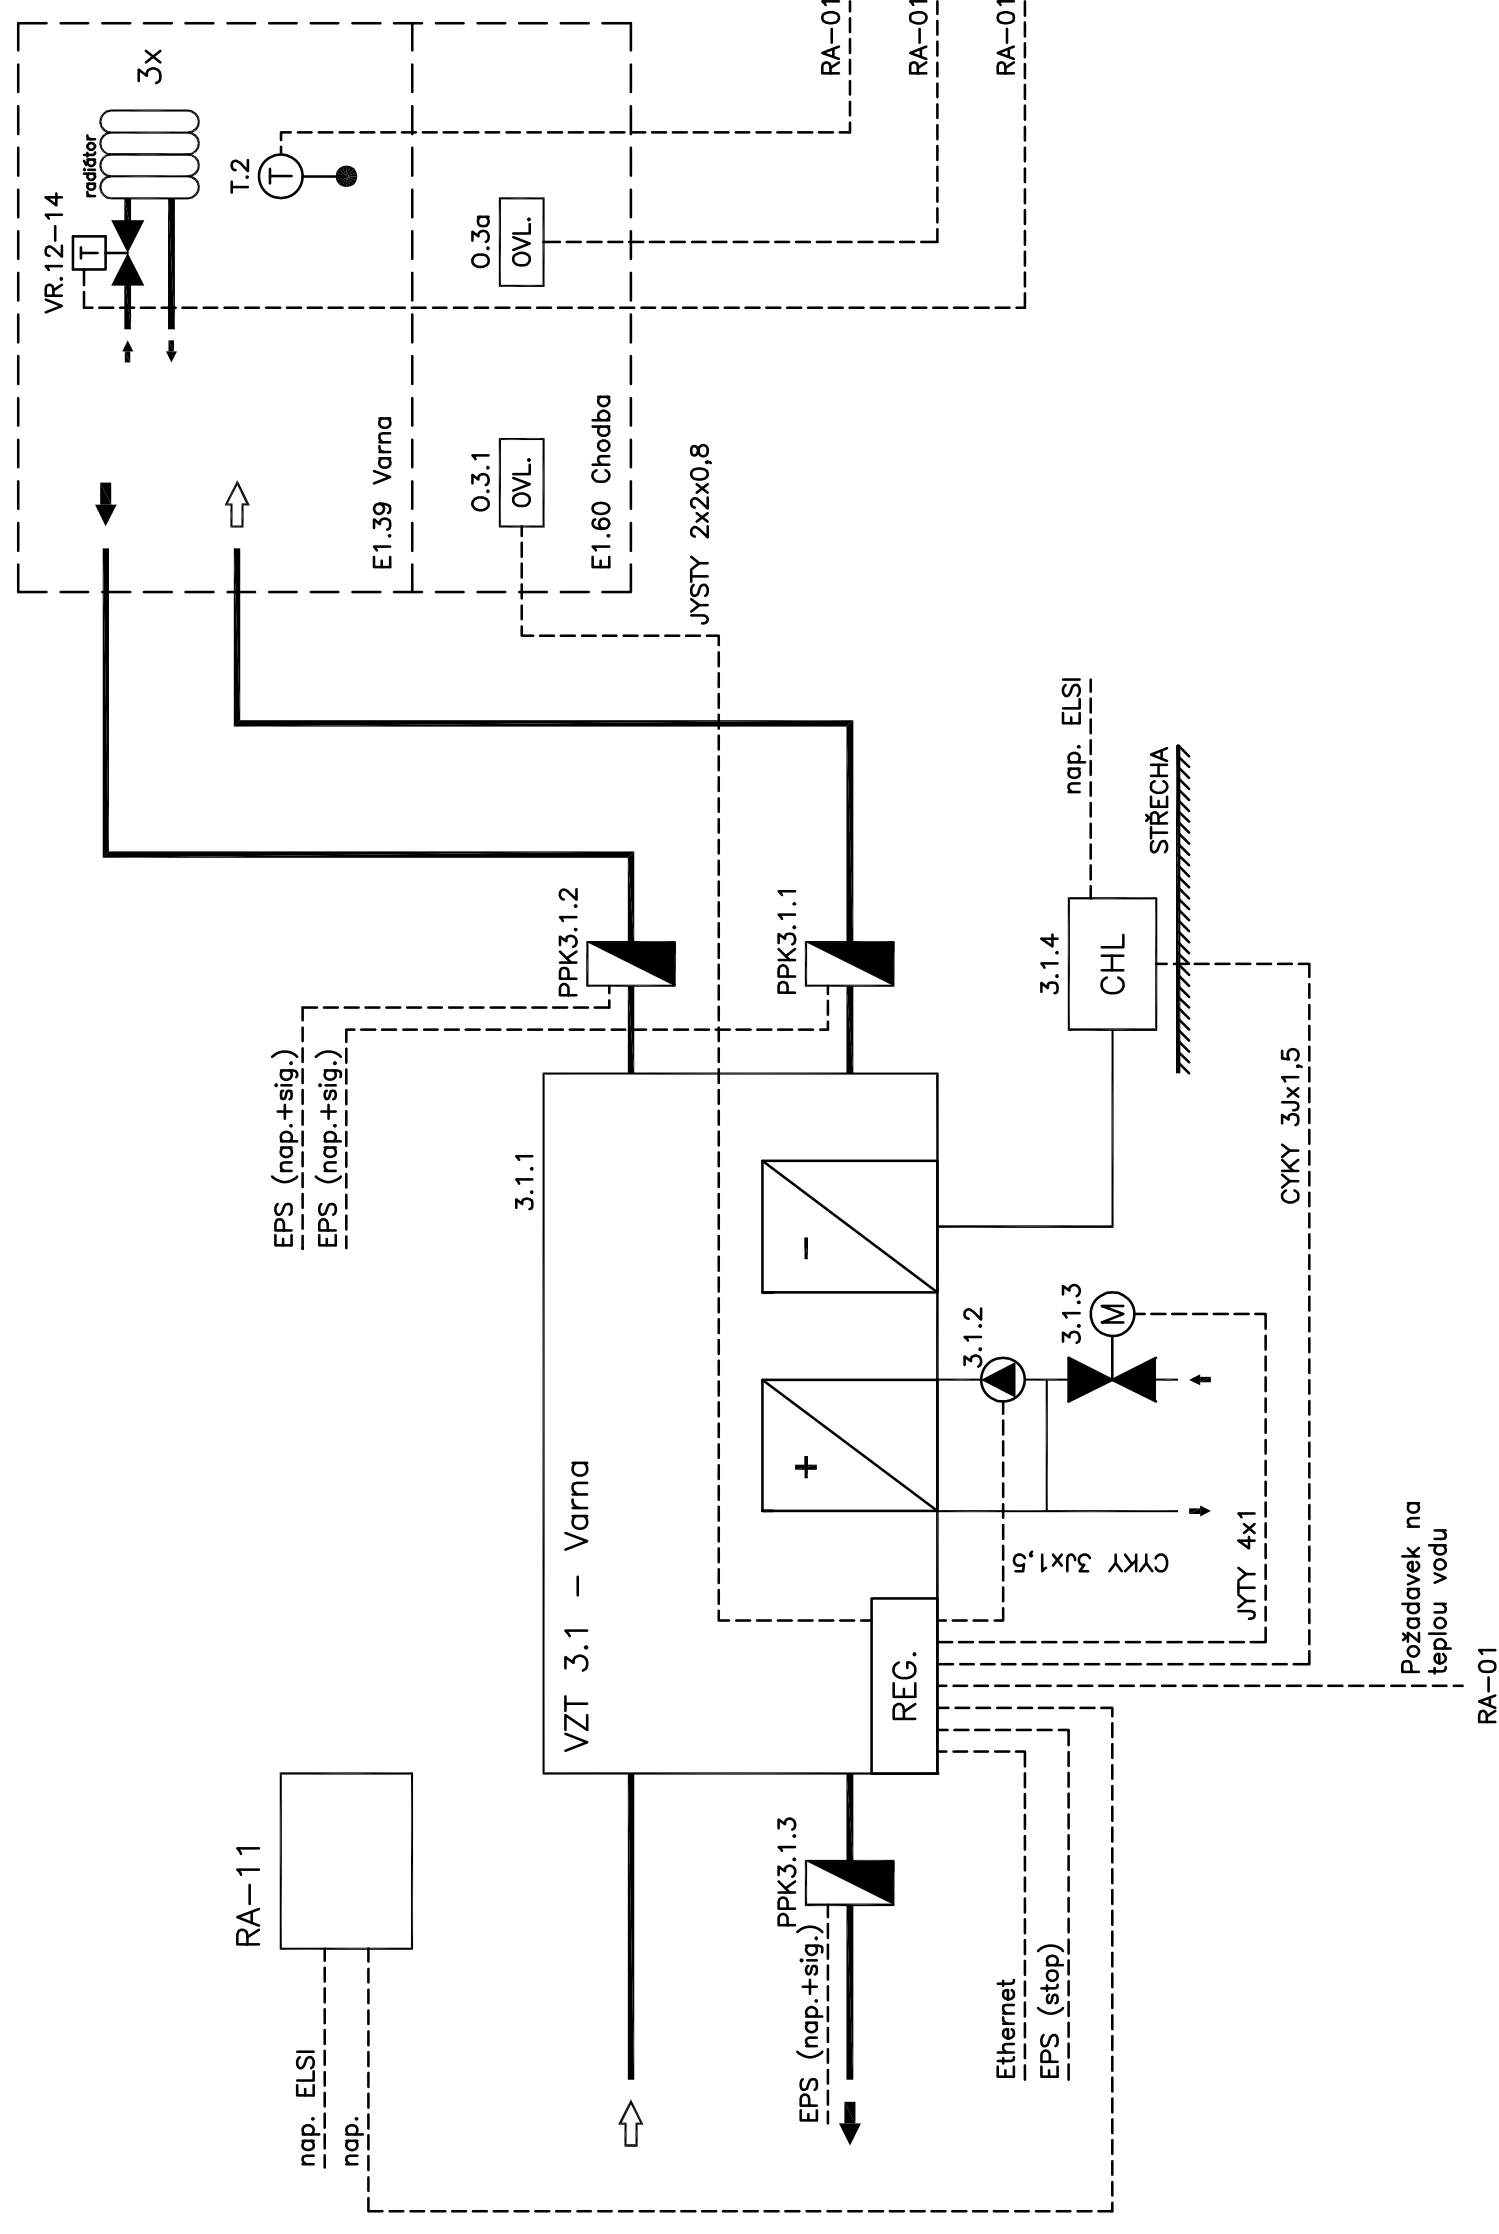 RA-11
nap. ELSI
nap.
EPS (nap.+sig.)
EPS (nap.+sig.)
VR.12-14
T
radiátor
3x
T.2
T
E1.39 Varna
O.3.1
OVL.
O.3a
OVL.
E1.60 Chodba
JYSTY 2x2x0,8
RA-01
RA-01
RA-01
3.1.1
VZT 3.1 - Varna
PPK3.1.2
PPK3.1.1
PPK3.1.3
EPS (nap.+sig.)
+
-
REG.
Ethernet
EPS (stop)
3.1.2
CYKY 3Jx1,5
3.1.3
M
3.1.4
CHL
nap. ELSI
STŘECHA
JYTY 4x1
CYKY 3Jx1,5
Požadavek na
teplou vodu
RA-01